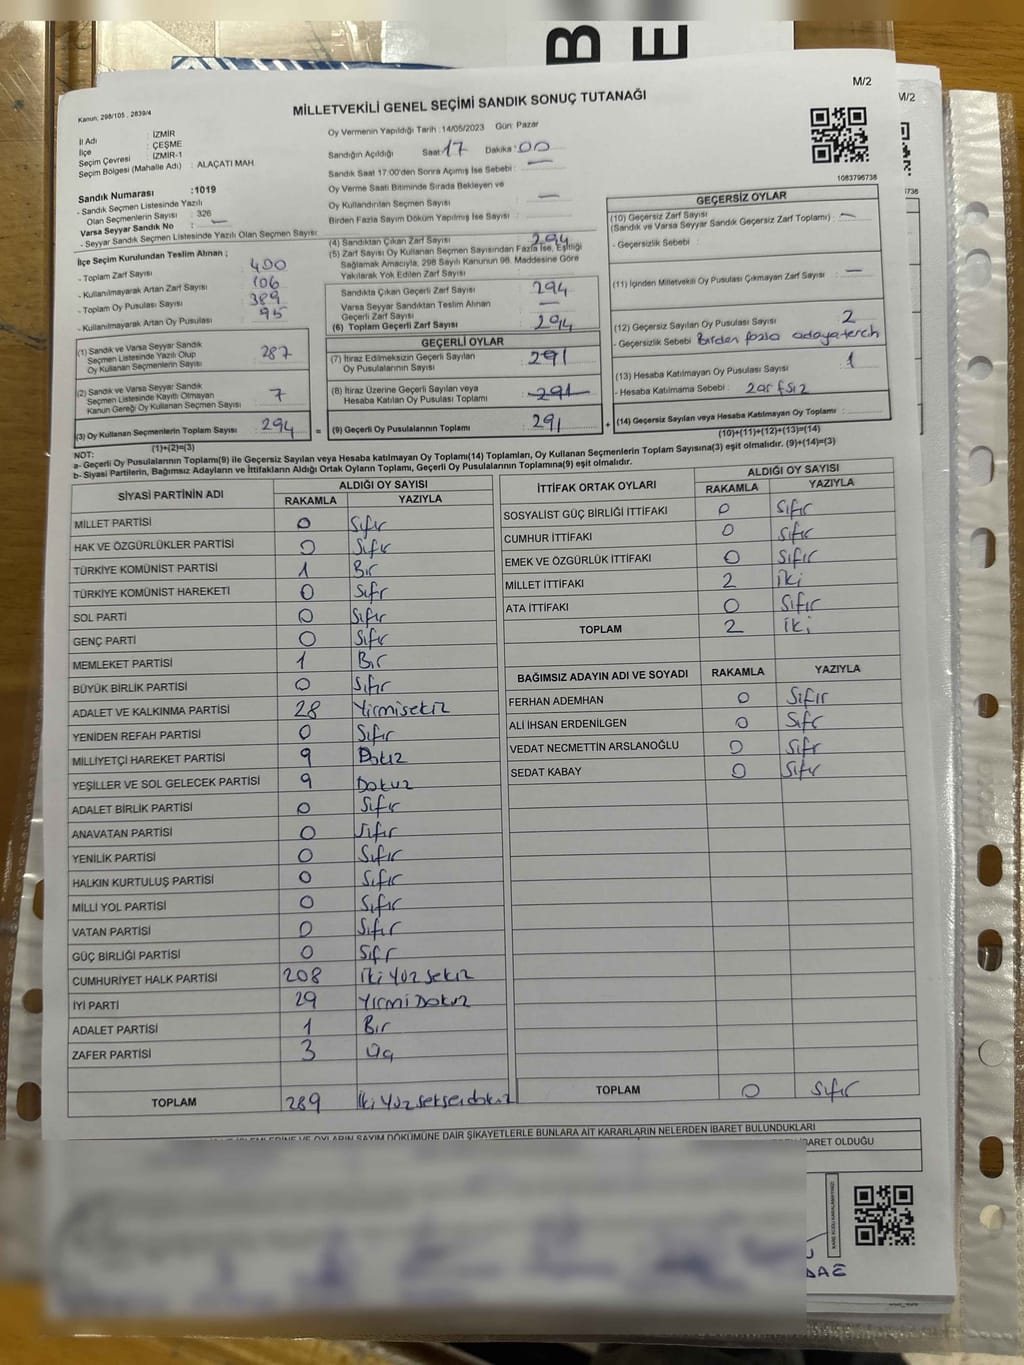 B
E
M/2
M/2
Kanun, 298/105 , 2839/4
MİLLETVEKİLİ GENEL SEÇİMİ SANDIK SONUÇ TUTANAĞI
İl Adı : İZMİR
İlçe : ÇEŞME
Seçim Çevresi : İZMİR-1
Seçim Bölgesi (Mahalle Adı) : ALAÇATI MAH.
Oy Vermenin Yapıldığı Tarih : 14/05/2023 Gün: Pazar
Sandığın Açıldığı Saat 17 Dakika : 00
Sandık Saat 17:00'den Sonra Açımış İse Sebebi : —
Oy Verme Saati Bitiminde Sırada Bekleyen ve
Oy Kullandırılan Seçmen Sayısı : —
Birden Fazla Sayım Döküm Yapılmış İse Sayısı :
1083796736
Sandık Numarası : 1019
- Sandık Seçmen Listesinde Yazılı
Olan Seçmenlerin Sayısı : 326
Varsa Seyyar Sandık No : —
- Seyyar Sandık Seçmen Listesinde Yazılı Olan Seçmen Sayısı:
İlçe Seçim Kurulundan Teslim Alınan ;
- Toplam Zarf Sayısı 400
- Kullanılmayarak Artan Zarf Sayısı 106
- Toplam Oy Pusulası Sayısı 389
- Kullanılmayarak Artan Oy Pusulası 95
(1) Sandık ve Varsa Seyyar Sandık
Seçmen Listesinde Yazılı Olup
Oy Kullanan Seçmenlerin Sayısı 287
(2) Sandık ve Varsa Seyyar Sandık
Seçmen Listesinde Kayıtlı Olmayan
Kanun Gereği Oy Kullanan Seçmen Sayısı 7
(3) Oy Kullanan Seçmenlerin Toplam Sayısı 294
(1)+(2)=(3)
(4) Sandıktan Çıkan Zarf Sayısı 294
(5) Zarf Sayısı Oy Kullanan Seçmen Sayısından Fazla İse, Eşitliği
Sağlamak Amacıyla, 298 Sayılı Kanunun 98. Maddesine Göre
Yakılarak Yok Edilen Zarf Sayısı
Sandıkta Çıkan Geçerli Zarf Sayısı 294
Varsa Seyyar Sandıktan Teslim Alınan
Geçerli Zarf Sayısı —
(6) Toplam Geçerli Zarf Sayısı 294
GEÇERLİ OYLAR
(7) İtiraz Edilmeksizin Geçerli Sayılan
Oy Pusulalarının Sayısı 291
(8) İtiraz Üzerine Geçerli Sayılan veya
Hesaba Katılan Oy Pusulası Toplamı 291
(9) Geçerli Oy Pusulalarının Toplamı 291
GEÇERSİZ OYLAR
(10) Geçersiz Zarf Sayısı
(Sandık ve Varsa Seyyar Sandık Geçersiz Zarf Toplamı) : —
- Geçersizlik Sebebi :
(11) İçinden Milletvekili Oy Pusulası Çıkmayan Zarf Sayısı —
(12) Geçersiz Sayılan Oy Pusulası Sayısı 2
- Geçersizlik Sebebi Birden fazla adaya tercih
(13) Hesaba Katılmayan Oy Pusulası Sayısı 1
- Hesaba Katılmama Sebebi : zarfsız
(14) Geçersiz Sayılan veya Hesaba Katılmayan Oy Toplamı :
(10)+(11)+(12)+(13)=(14)
NOT:
a- Geçerli Oy Pusulalarının Toplamı(9) ile Geçersiz Sayılan veya Hesaba katılmayan Oy Toplamı(14) Toplamları, Oy Kullanan Seçmenlerin Toplam Sayısına(3) eşit olmalıdır. (9)+(14)=(3)
b- Siyasi Partilerin, Bağımsız Adayların ve İttifakların Aldığı Ortak Oyların Toplamı, Geçerli Oy Pusulalarının Toplamına(9) eşit olmalıdır.
SİYASİ PARTİNİN ADI ALDIĞI OY SAYISI
RAKAMLA YAZIYLA
MİLLET PARTİSİ 0 Sıfır
HAK VE ÖZGÜRLÜKLER PARTİSİ 0 Sıfır
TÜRKİYE KOMÜNİST PARTİSİ 1 Bir
TÜRKİYE KOMÜNİST HAREKETİ 0 Sıfr
SOL PARTİ 0 Sıfır
GENÇ PARTİ 0 Sıfır
MEMLEKET PARTİSİ 1 Bir
BÜYÜK BİRLİK PARTİSİ 0 Sıfır
ADALET VE KALKINMA PARTİSİ 28 Yirmisekiz
YENİDEN REFAH PARTİSİ 0 Sıfır
MİLLİYETÇİ HAREKET PARTİSİ 9 Dokuz
YEŞİLLER VE SOL GELECEK PARTİSİ 9 Dokuz
ADALET BİRLİK PARTİSİ 0 Sıfır
ANAVATAN PARTİSİ 0 Sıfır
YENİLİK PARTİSİ 0 Sıfır
HALKIN KURTULUŞ PARTİSİ 0 Sıfır
MİLLİ YOL PARTİSİ 0 Sıfır
VATAN PARTİSİ 0 Sıfır
GÜÇ BİRLİĞİ PARTİSİ 0 Sıfr
CUMHURİYET HALK PARTİSİ 208 İki Yüz sekiz
İYİ PARTİ 29 Yirmi Dokuz
ADALET PARTİSİ 1 Bir
ZAFER PARTİSİ 3 Üç
TOPLAM 289 İki Yüz seksendokuz
İTTİFAK ORTAK OYLARI ALDIĞI OY SAYISI
RAKAMLA YAZIYLA
SOSYALİST GÜÇ BİRLİĞİ İTTİFAKI 0 Sıfır
CUMHUR İTTİFAKI 0 Sıfır
EMEK VE ÖZGÜRLÜK İTTİFAKI 0 Sıfır
MİLLET İTTİFAKI 2 İki
ATA İTTİFAKI 0 Sıfır
TOPLAM 2 İki
BAĞIMSIZ ADAYIN ADI VE SOYADI RAKAMLA YAZIYLA
FERHAN ADEMHAN 0 Sıfır
ALİ İHSAN ERDENİLGEN 0 Sıfr
VEDAT NECMETTİN ARSLANOĞLU 0 Sıfr
SEDAT KABAY 0 Sıfır
TOPLAM 0 Sıfır
SAYIM DÖKÜMÜNE DAİR ŞİKAYETLERLE BUNLARA AİT KARARLARIN NELERDEN İBARET BULUNDUKLARI
İBARET OLDUĞU